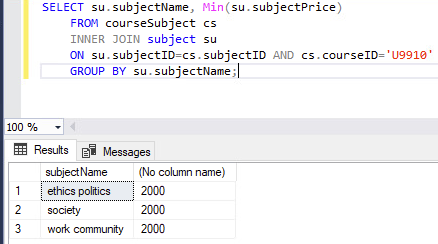 SELECT su.subjectName, Min(su.subjectPrice)
FROM courseSubject cs
INNER JOIN subject su
ON su.subjectID=cs.subjectID AND cs.courseID='U9910'
GROUP BY su.subjectName;
100 %
Results Messages
subjectName (No column name)
1 ethics politics 2000
2 society 2000
3 work community 2000